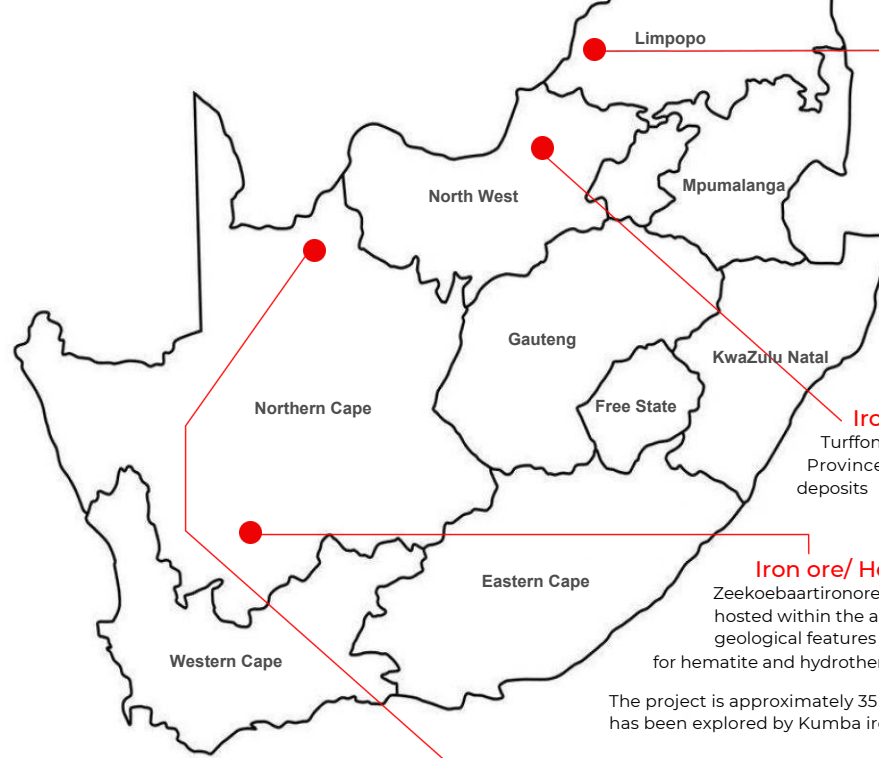 Limpopo
North West
Mpumalanga
Gauteng
KwaZulu Natal
Northern Cape
Free State
Turffon
Province
deposits
Iron ore/
Zeekoebaartironore
Eastern Cape
hosted within the a
geological features
Western Cape
for hematite and hydrother
The project is approximately 35
has been explored by Kumba ir